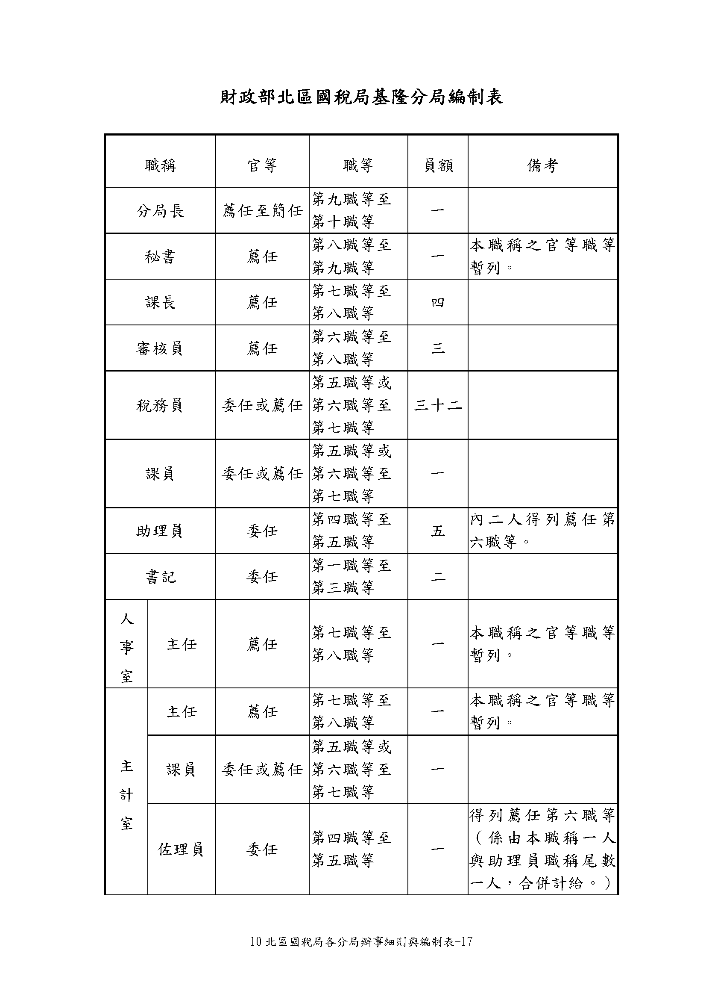 財政部北區國稅局基隆分局編制表
職稱 官等 職等 員額 備考
分局長 薦任至簡任 第九職等至 一
第十職等
秘書 薦任 第八職等至 一 本職稱之官等職等
第九職等 暫列。
課長 薦任 第七職等至 四
第八職等
審核員 薦任 第六職等至 三
第八職等
稅務員 委任或薦任 第五職等或 三十二
第六職等至
第七職等
課員 委任或薦任 第五職等或 一
第六職等至
第七職等
助理員 委任 第四職等至 五 內二人得列薦任第
第五職等 六職等。
書記 委任 第一職等至 二
第三職等
人事室 主任 薦任 第七職等至 一 本職稱之官等職等
第八職等 暫列。
主計室 主任 薦任 第七職等至 一 本職稱之官等職等
第八職等 暫列。
課員 委任或薦任 第五職等或 一
第六職等至
第七職等
佐理員 委任 第四職等至 一 得列薦任第六職等
第五職等 （係由本職稱一人
與助理員職稱尾數
一人，合併計給。）
10 北區國稅局各分局辦事細則與編制表-17